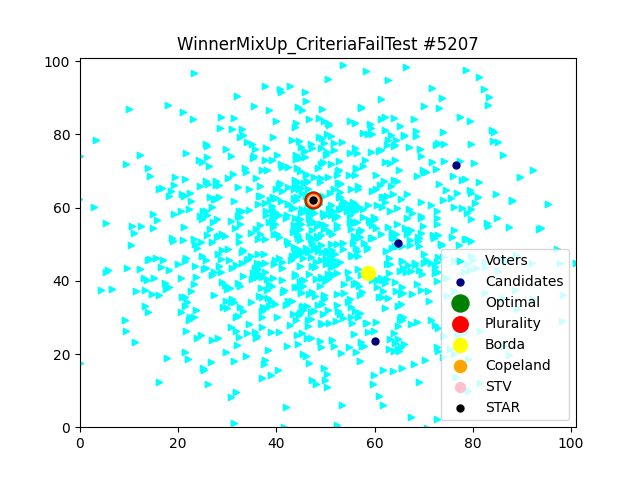 WinnerMixUp_CriteriaFailTest #5207
100
80
60
40
20
0
0
20
40
60
80
100
Voters
Candidates
Optimal
Plurality
Borda
Copeland
STV
STAR